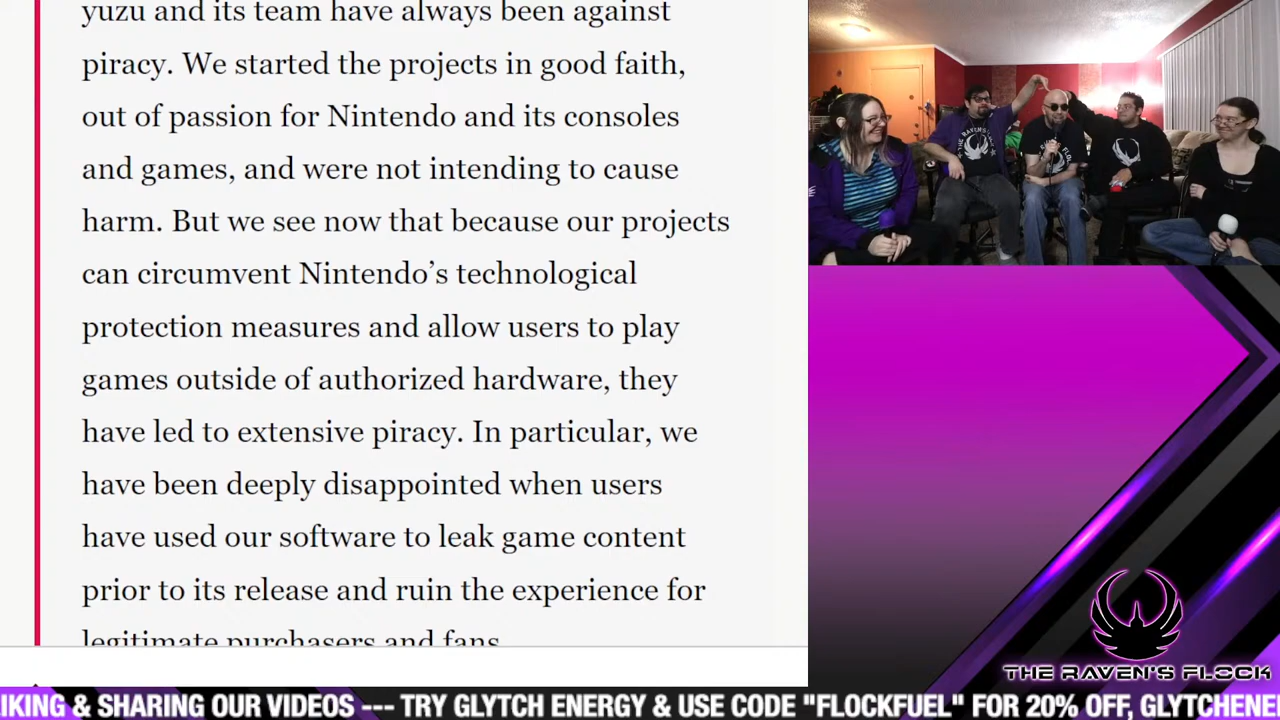 yuzu and its team have always been against
piracy. We started the projects in good faith,
out of passion for Nintendo and its consoles
and games, and were not intending to cause
harm. But we see now that because our projects
can circumvent Nintendo’s technological
protection measures and allow users to play
games outside of authorized hardware, they
have led to extensive piracy. In particular, we
have been deeply disappointed when users
have used our software to leak game content
prior to its release and ruin the experience for
legitimate purchasers and fans
THE RAVEN'S FLOCK
IKING & SHARING OUR VIDEOS --- TRY GLYTCH ENERGY & USE CODE "FLOCKFUEL" FOR 20% OFF, GLYTCHENE